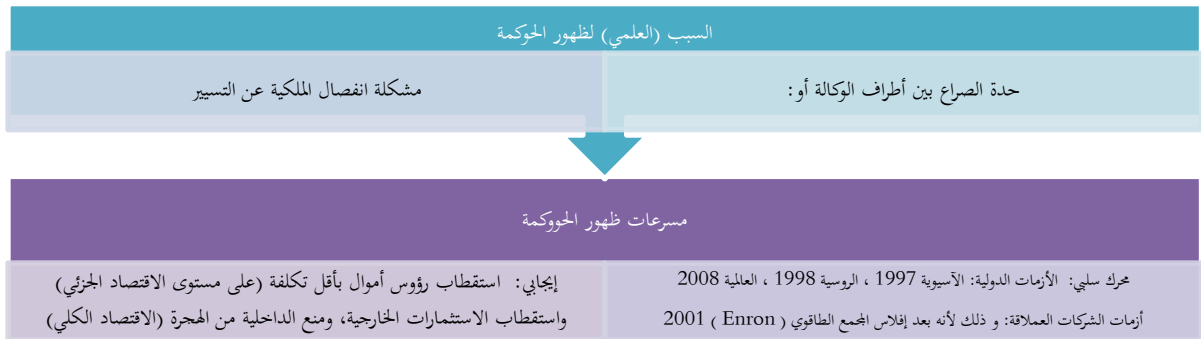 السبب (العلمي) لظهور الحوكمة
حدة الصراع بين أطراف الوكالة أو:
مشكلة انفصال الملكية عن التسيير
مسرعات ظهور الحووكمة
محرك سلبي: الأزمات الدولية: الآسيوية 1997 ، الروسية 1998 ، العالمية 2008
أزمات الشركات العملاقة: و ذلك لأنه بعد إفلاس المجمع الطاقوي ( Enron ) 2001
إيجابي: استقطاب رؤوس أموال بأقل تكلفة (على مستوى الاقتصاد الجزئي)
واستقطاب الاستثمارات الخارجية، ومنع الداخلية من الهجرة (الاقتصاد الكلي)